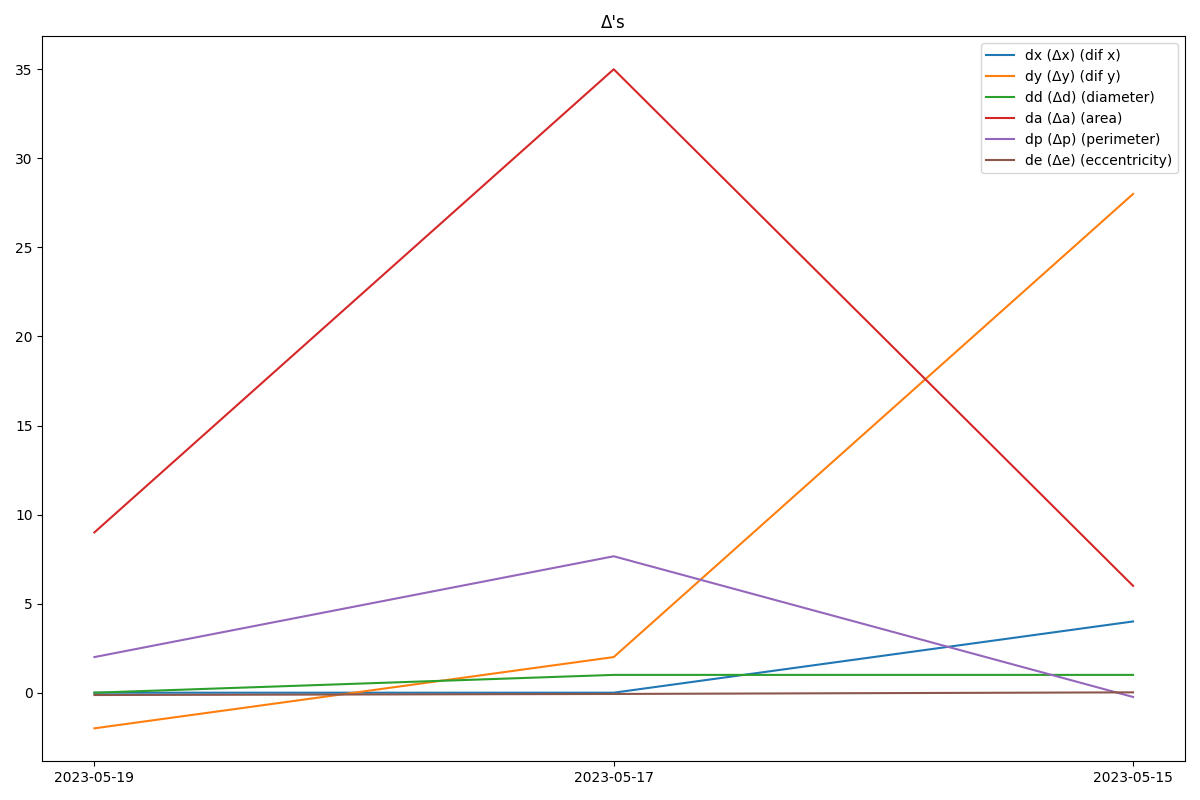 Δ's
35
30
25
20
15
10
5
0
dx (Δx) (dif x)
dy (Δy) (dif y)
dd (Δd) (diameter)
da (Δa) (area)
dp (Δp) (perimeter)
de (Δe) (eccentricity)
2023-05-19
2023-05-17
2023-05-15